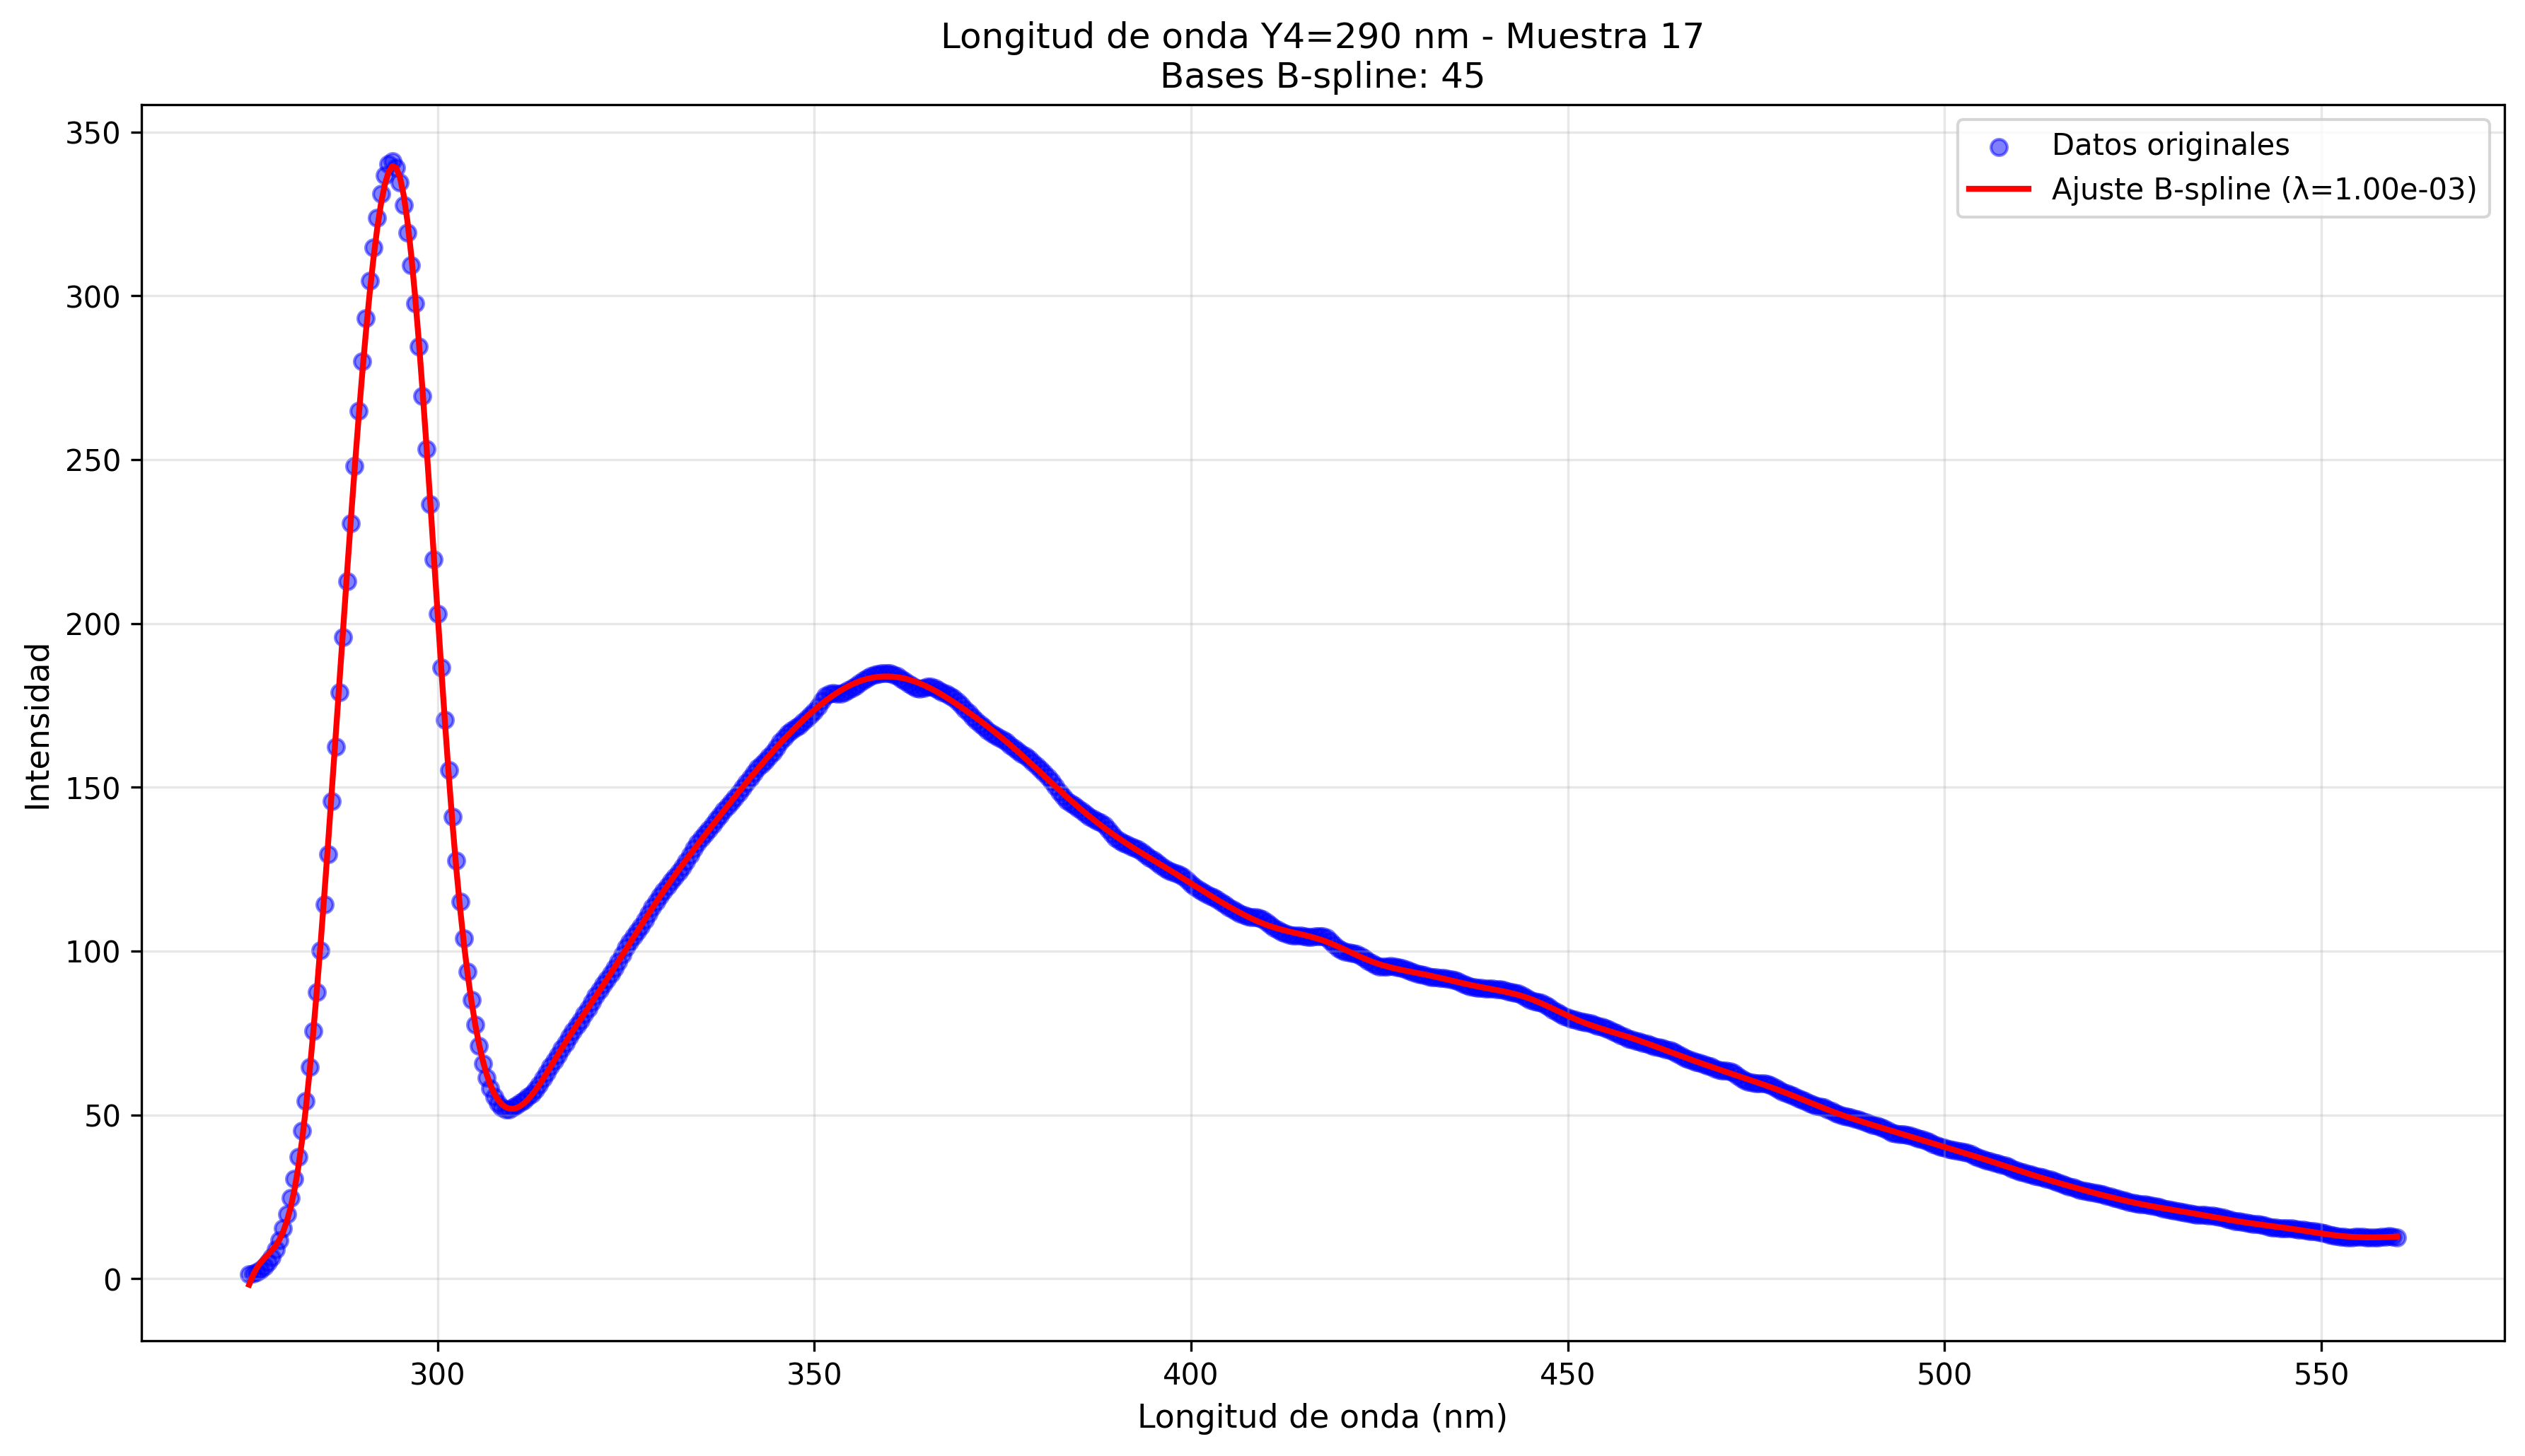 Longitud de onda Y4=290 nm - Muestra 17
Bases B-spline: 45
Datos originales
Ajuste B-spline (λ=1.00e-03)
Intensidad
350
300
250
200
150
100
50
0
300 350 400 450 500 550
Longitud de onda (nm)